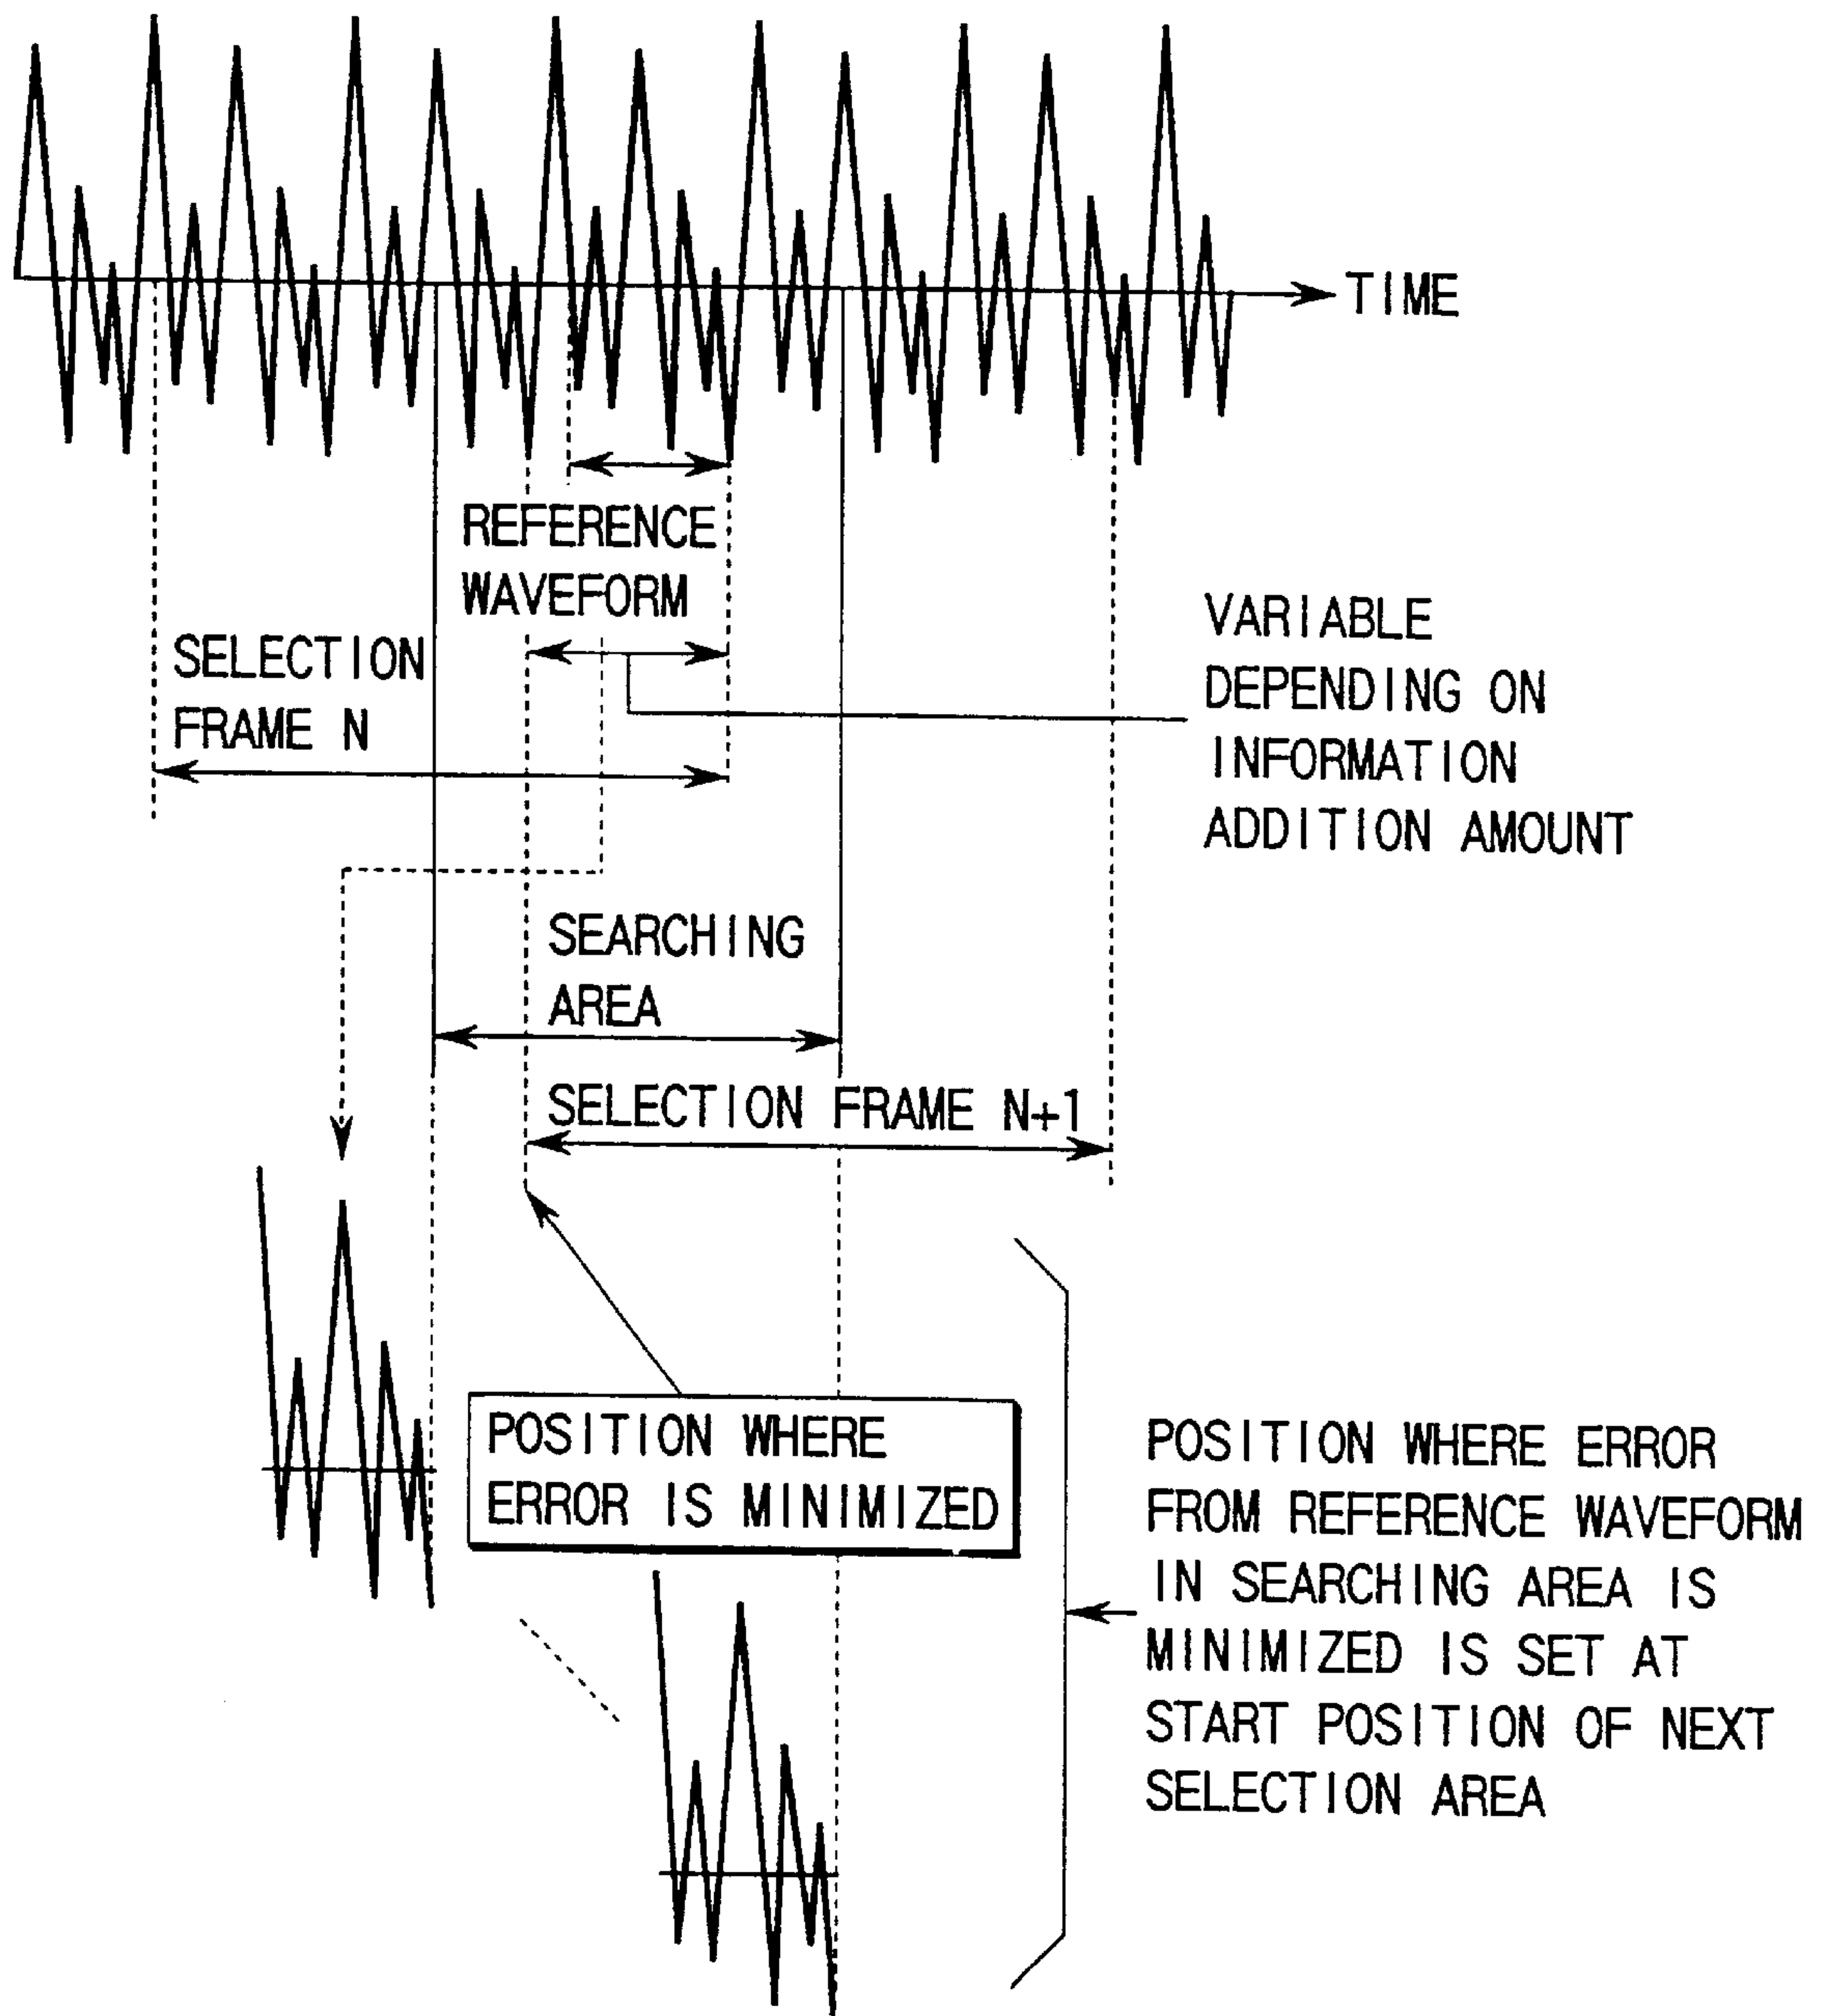 TIME
REFERENCE
WAVEFORM
SELECTION
FRAME N
VARIABLE
DEPENDING ON
INFORMATION
ADDITION AMOUNT
SEARCHING
AREA
SELECTION FRAME N+1
POSITION WHERE
ERROR IS MINIMIZED
POSITION WHERE ERROR
FROM REFERENCE WAVEFORM
IN SEARCHING AREA IS
MINIMIZED IS SET AT
START POSITION OF NEXT
SELECTION AREA